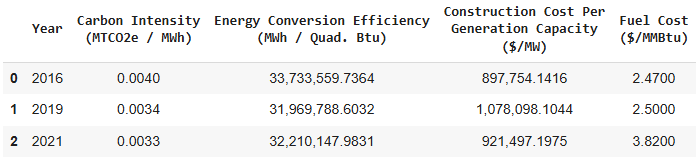 Year Carbon Intensity (MTCO2e / MWh) Energy Conversion Efficiency (MWh / Quad. Btu) Construction Cost Per Generation Capacity ($/MW) Fuel Cost ($/MMBtu)
0 2016 0.0040 33,733,559.7364 897,754.1416 2.4700
1 2019 0.0034 31,969,788.6032 1,078,098.1044 2.5000
2 2021 0.0033 32,210,147.9831 921,497.1975 3.8200